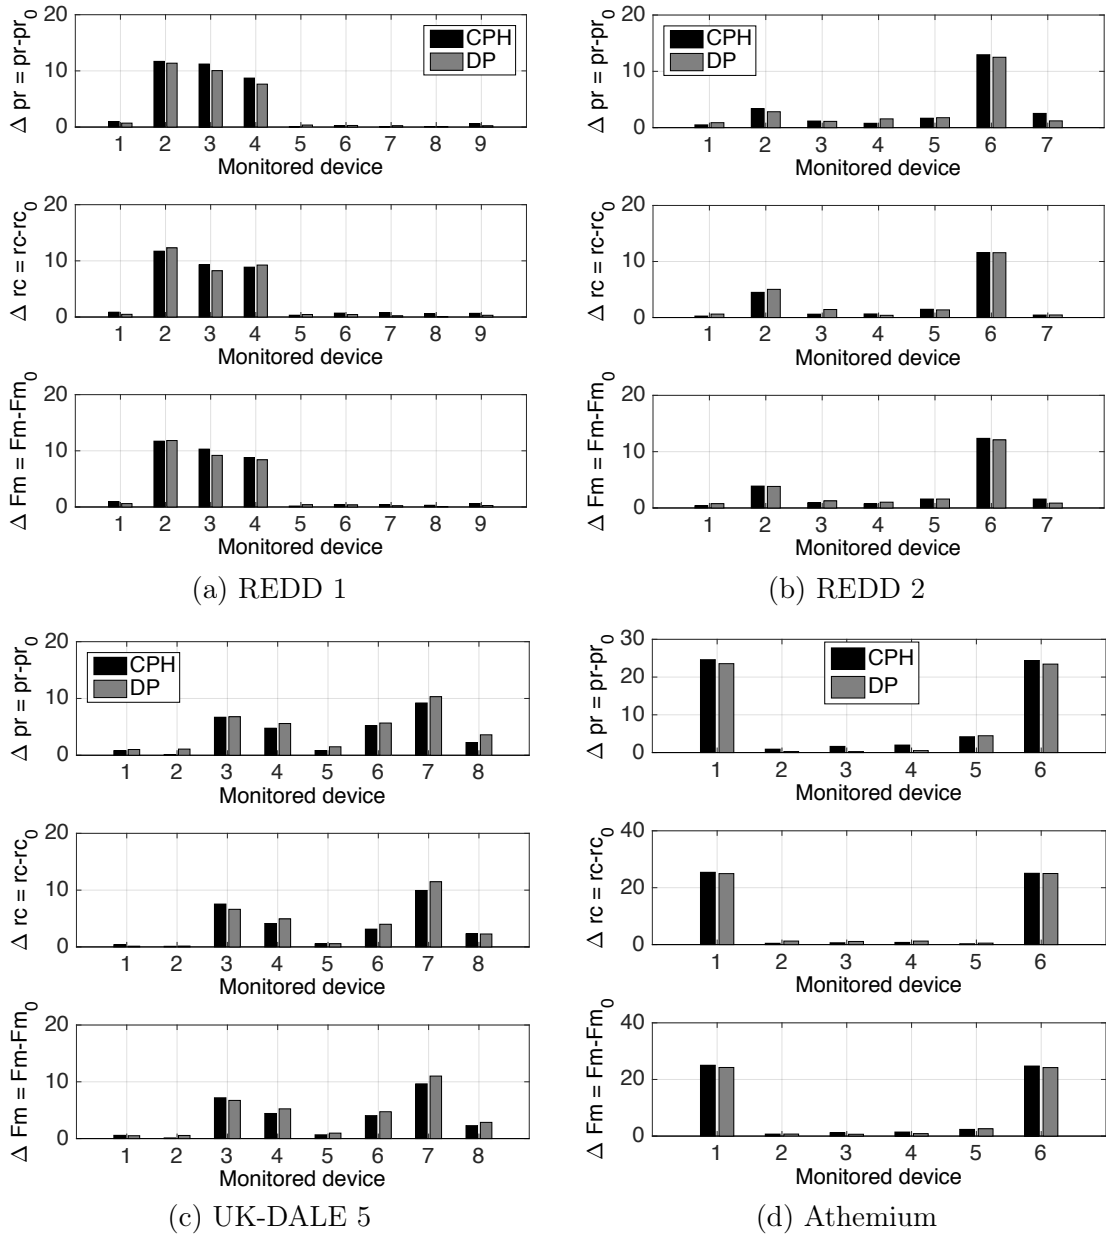 20
10
0
Δ pr = pr-pr0
CPH
DP
1 2 3 4 5 6 7 8 9
Monitored device
20
10
0
Δ rc = rc-rc0
1 2 3 4 5 6 7 8 9
Monitored device
20
10
0
Δ Fm = Fm-Fm0
1 2 3 4 5 6 7 8 9
Monitored device
(a) REDD 1
20
10
0
Δ pr = pr-pr0
CPH
DP
1 2 3 4 5 6 7
Monitored device
20
10
0
Δ rc = rc-rc0
1 2 3 4 5 6 7
Monitored device
20
10
0
Δ Fm = Fm-Fm0
1 2 3 4 5 6 7
Monitored device
(b) REDD 2
20
10
0
Δ pr = pr-pr0
CPH
DP
1 2 3 4 5 6 7 8
Monitored device
20
10
0
Δ rc = rc-rc0
1 2 3 4 5 6 7 8
Monitored device
20
10
0
Δ Fm = Fm-Fm0
1 2 3 4 5 6 7 8
Monitored device
(c) UK-DALE 5
30
20
10
0
Δ pr = pr-pr0
CPH
DP
1 2 3 4 5 6
Monitored device
40
20
0
Δ rc = rc-rc0
1 2 3 4 5 6
Monitored device
40
20
0
Δ Fm = Fm-Fm0
1 2 3 4 5 6
Monitored device
(d) Athemium